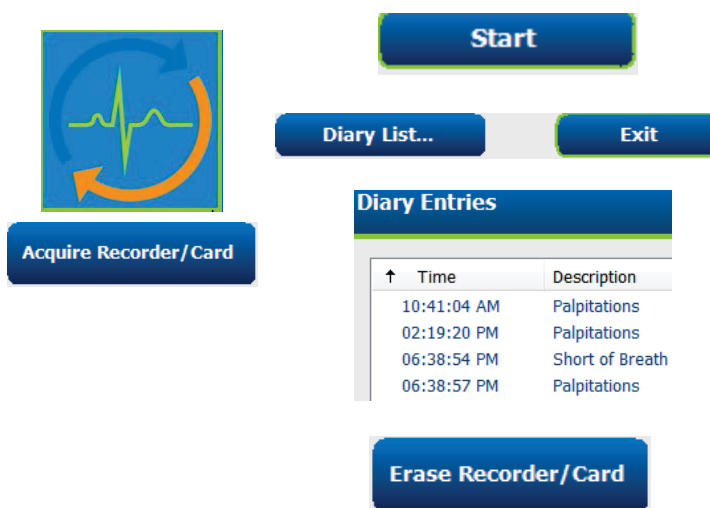 Start
Diary List...
Exit
Acquire Recorder/Card
Diary Entries
↑ Time Description
10:41:04 AM Palpitations
02:19:20 PM Palpitations
06:38:54 PM Short of Breath
06:38:57 PM Palpitations
Erase Recorder/Card